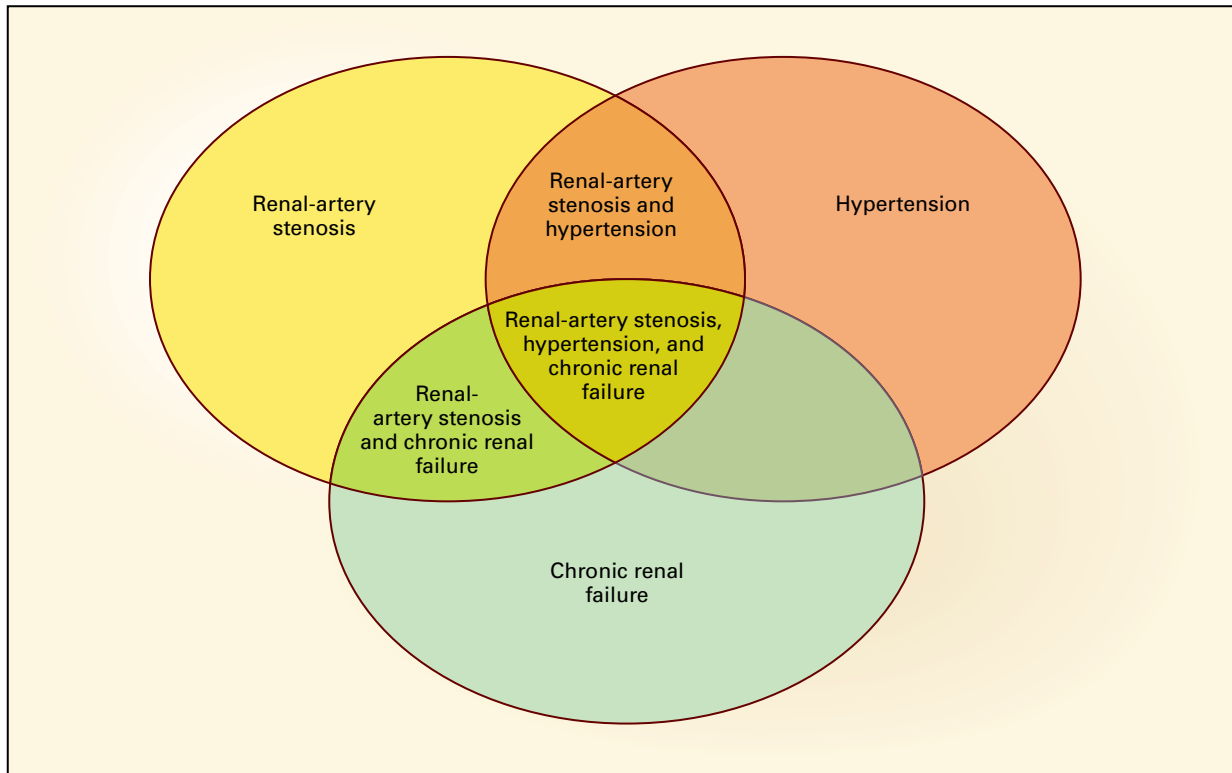 Renal-artery
stenosis
Renal-artery
stenosis and
hypertension
Hypertension
Renal-artery stenosis,
hypertension, and
chronic renal
failure
Renal-
artery stenosis
and chronic renal
failure
Chronic renal
failure